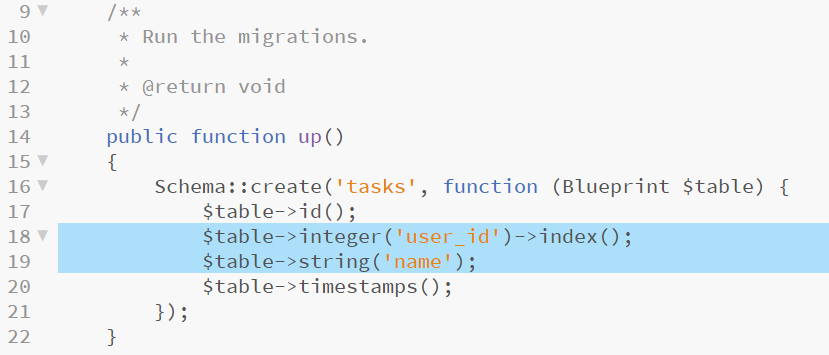 9 /**
10 * Run the migrations.
11 *
12 * @return void
13 */
14 public function up()
15 {
16 Schema::create('tasks', function (Blueprint $table) {
17 $table->id();
18 $table->integer('user_id')->index();
19 $table->string('name');
20 $table->timestamps();
21 });
22 }